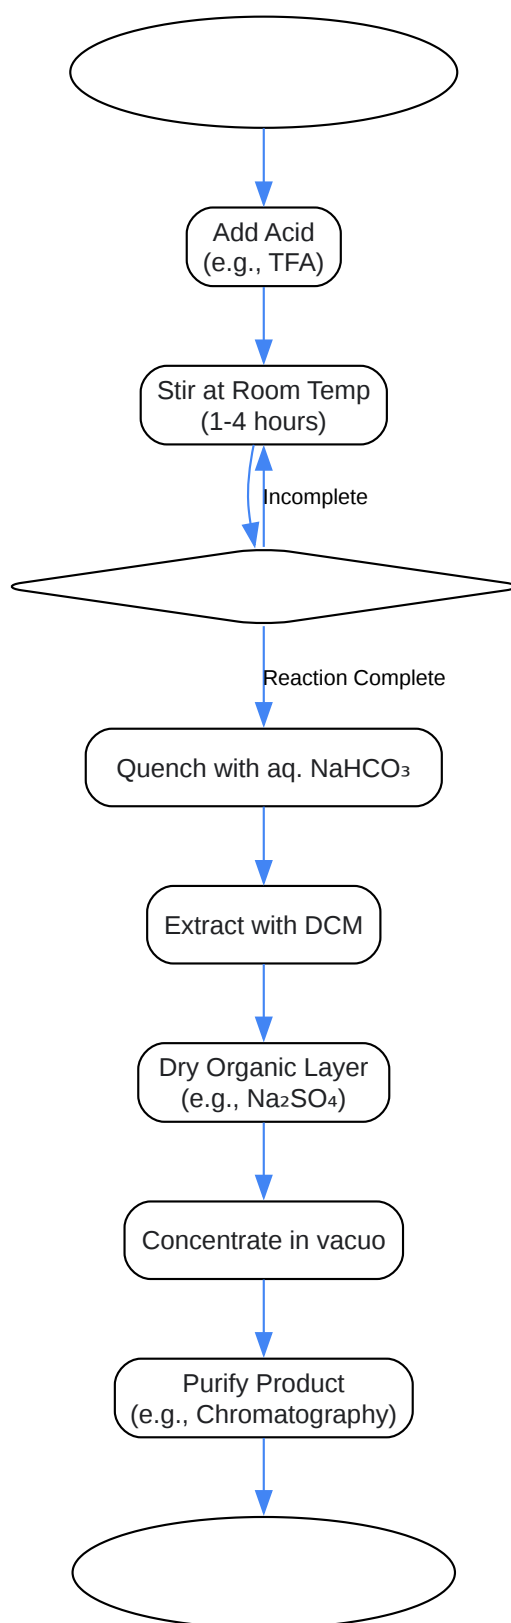 Add Acid
(e.g., TFA)
Stir at Room Temp
(1-4 hours)
Incomplete
Reaction Complete
Quench with aq. NaHCO₃
Extract with DCM
Dry Organic Layer
(e.g., Na₂SO₄)
Concentrate in vacuo
Purify Product
(e.g., Chromatography)